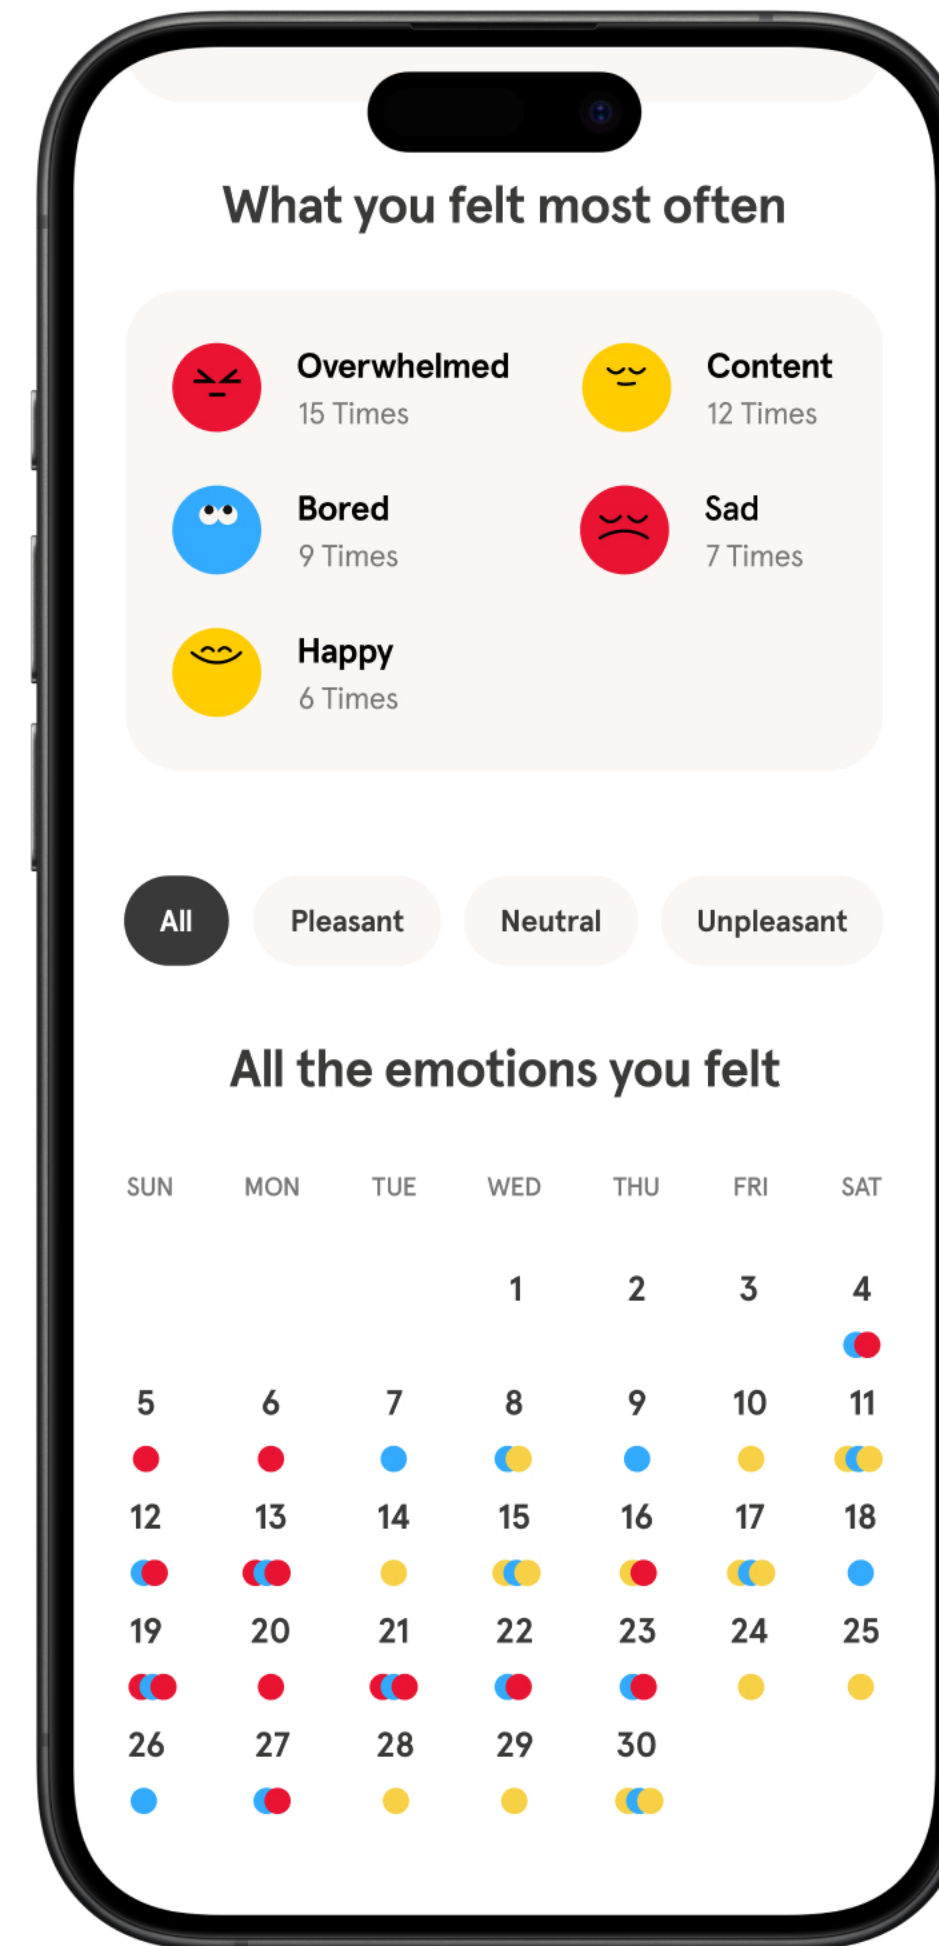 What you felt most often
Overwhelmed
15 Times
Content
12 Times
Bored
9 Times
Sad
7 Times
Happy
6 Times
All Pleasant Neutral Unpleasant
All the emotions you felt
SUN MON TUE WED THU FRI SAT
1 2 3 4
5 6 7 8 9 10 11
12 13 14 15 16 17 18
19 20 21 22 23 24 25
26 27 28 29 30